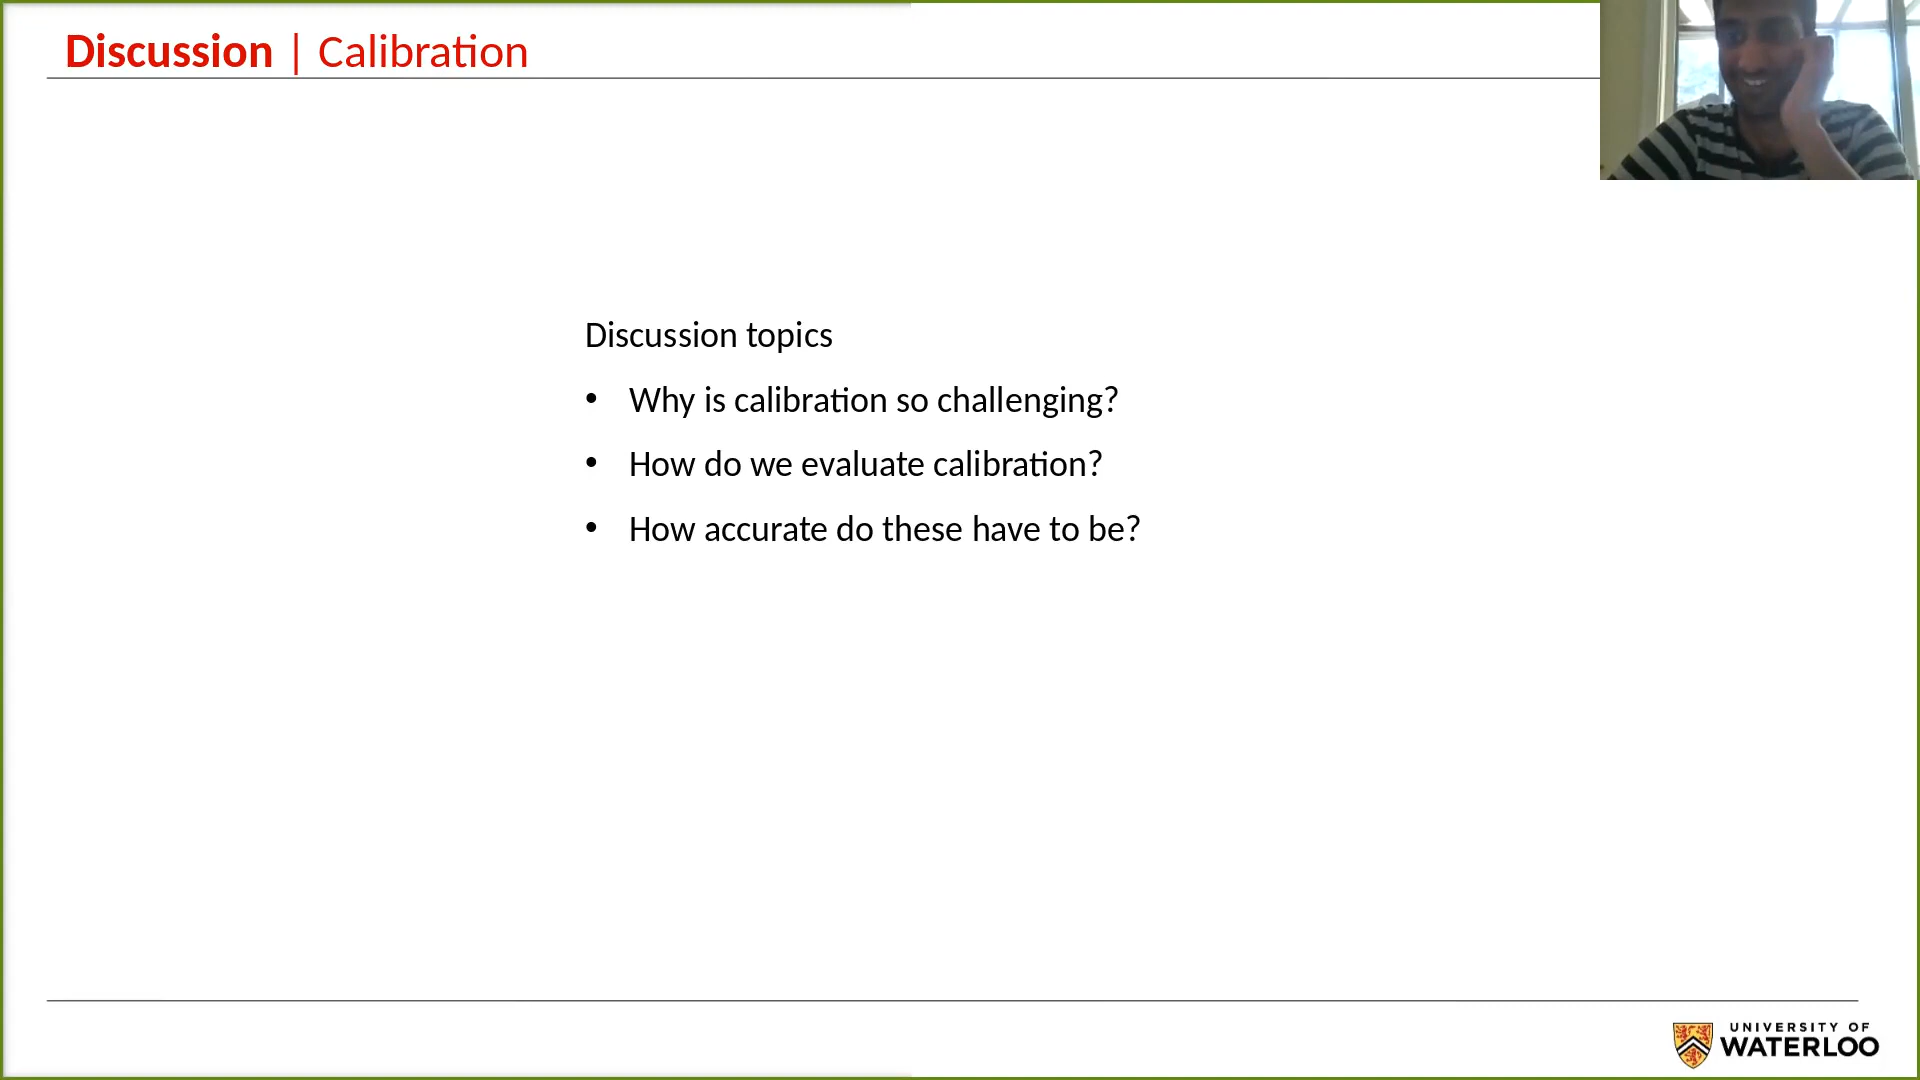 Discussion | Calibration
Discussion topics
• Why is calibration so challenging?
• How do we evaluate calibration?
• How accurate do these have to be?
UNIVERSITY OF
WATERLOO